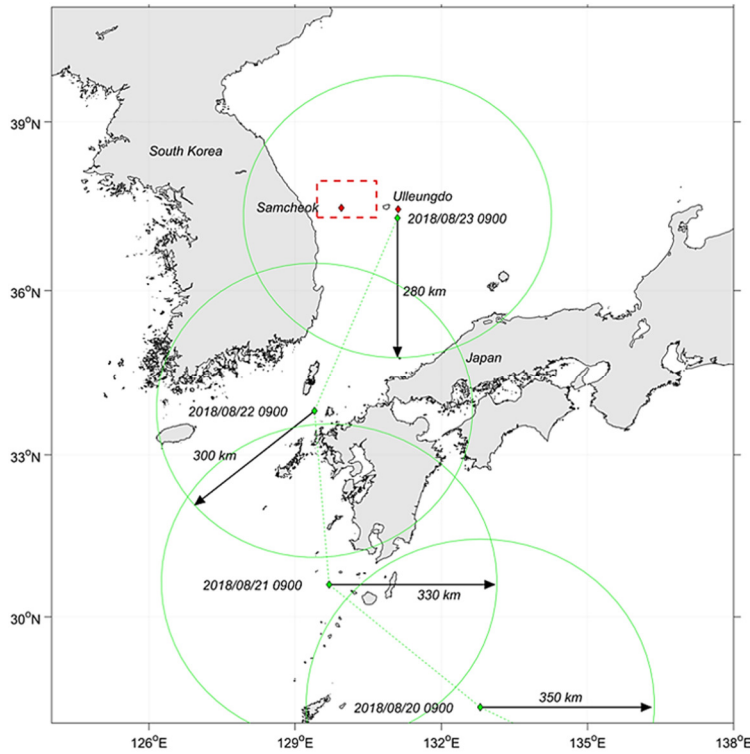 39°N
South Korea
Samcheok
Ulleungdo
2018/08/23 0900
36°N
280 km
Japan
2018/08/22 0900
33°N
300 km
2018/08/21 0900
330 km
30°N
2018/08/20 0900
350 km
126°E
129°E
132°E
135°E
138°E